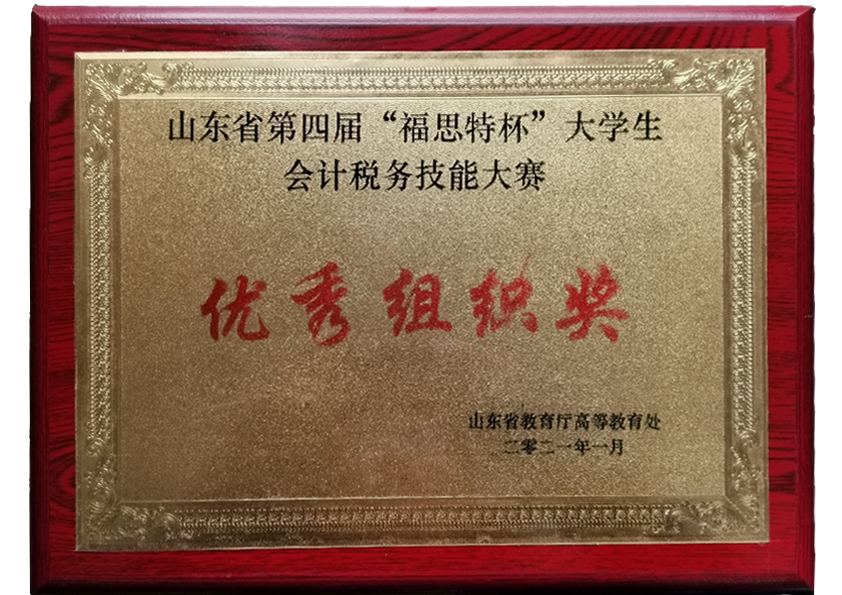 山东省第四届“福思特杯”大学生
会计税务技能大赛
优秀组织奖
山东省教育厅高等教育处
二零二一年一月